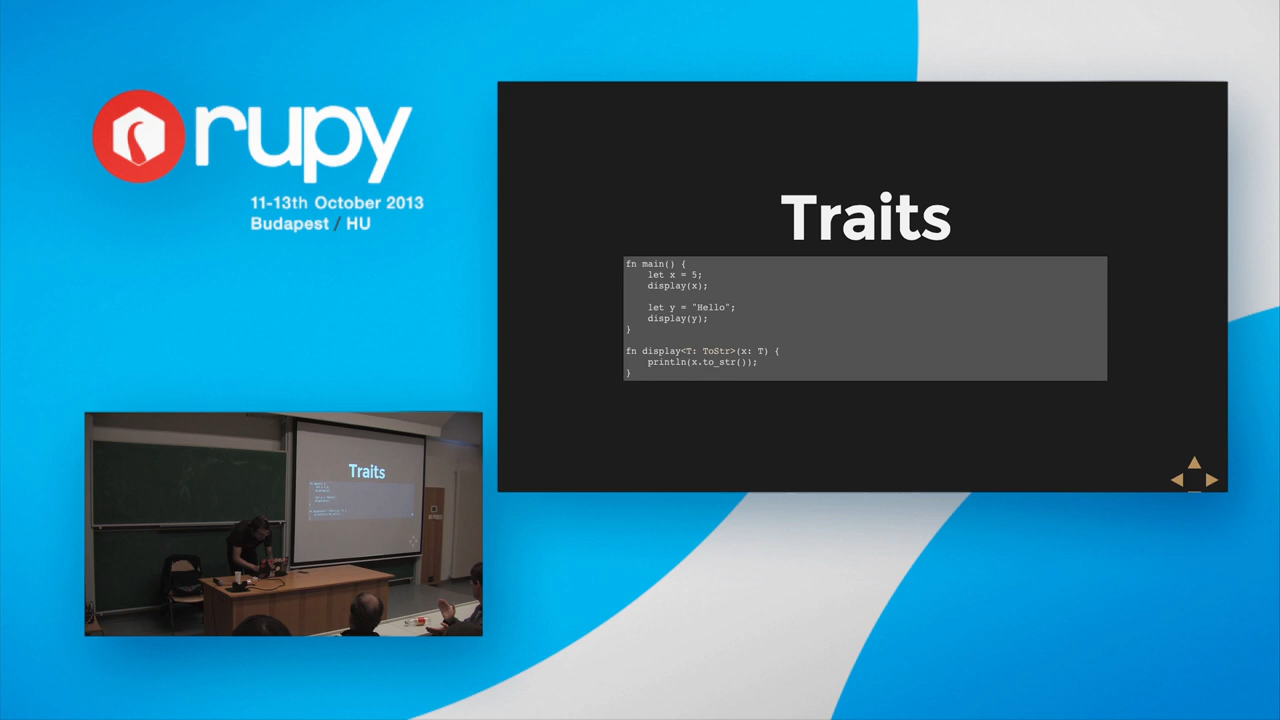 rupy
11-13th October 2013
Budapest / HU
Traits
fn main() {
    let x = 5;
    display(x);

    let y = "Hello";
    display(y);
}

fn display<T: ToStr>(x: T) {
    println(x.to_str());
}
Traits